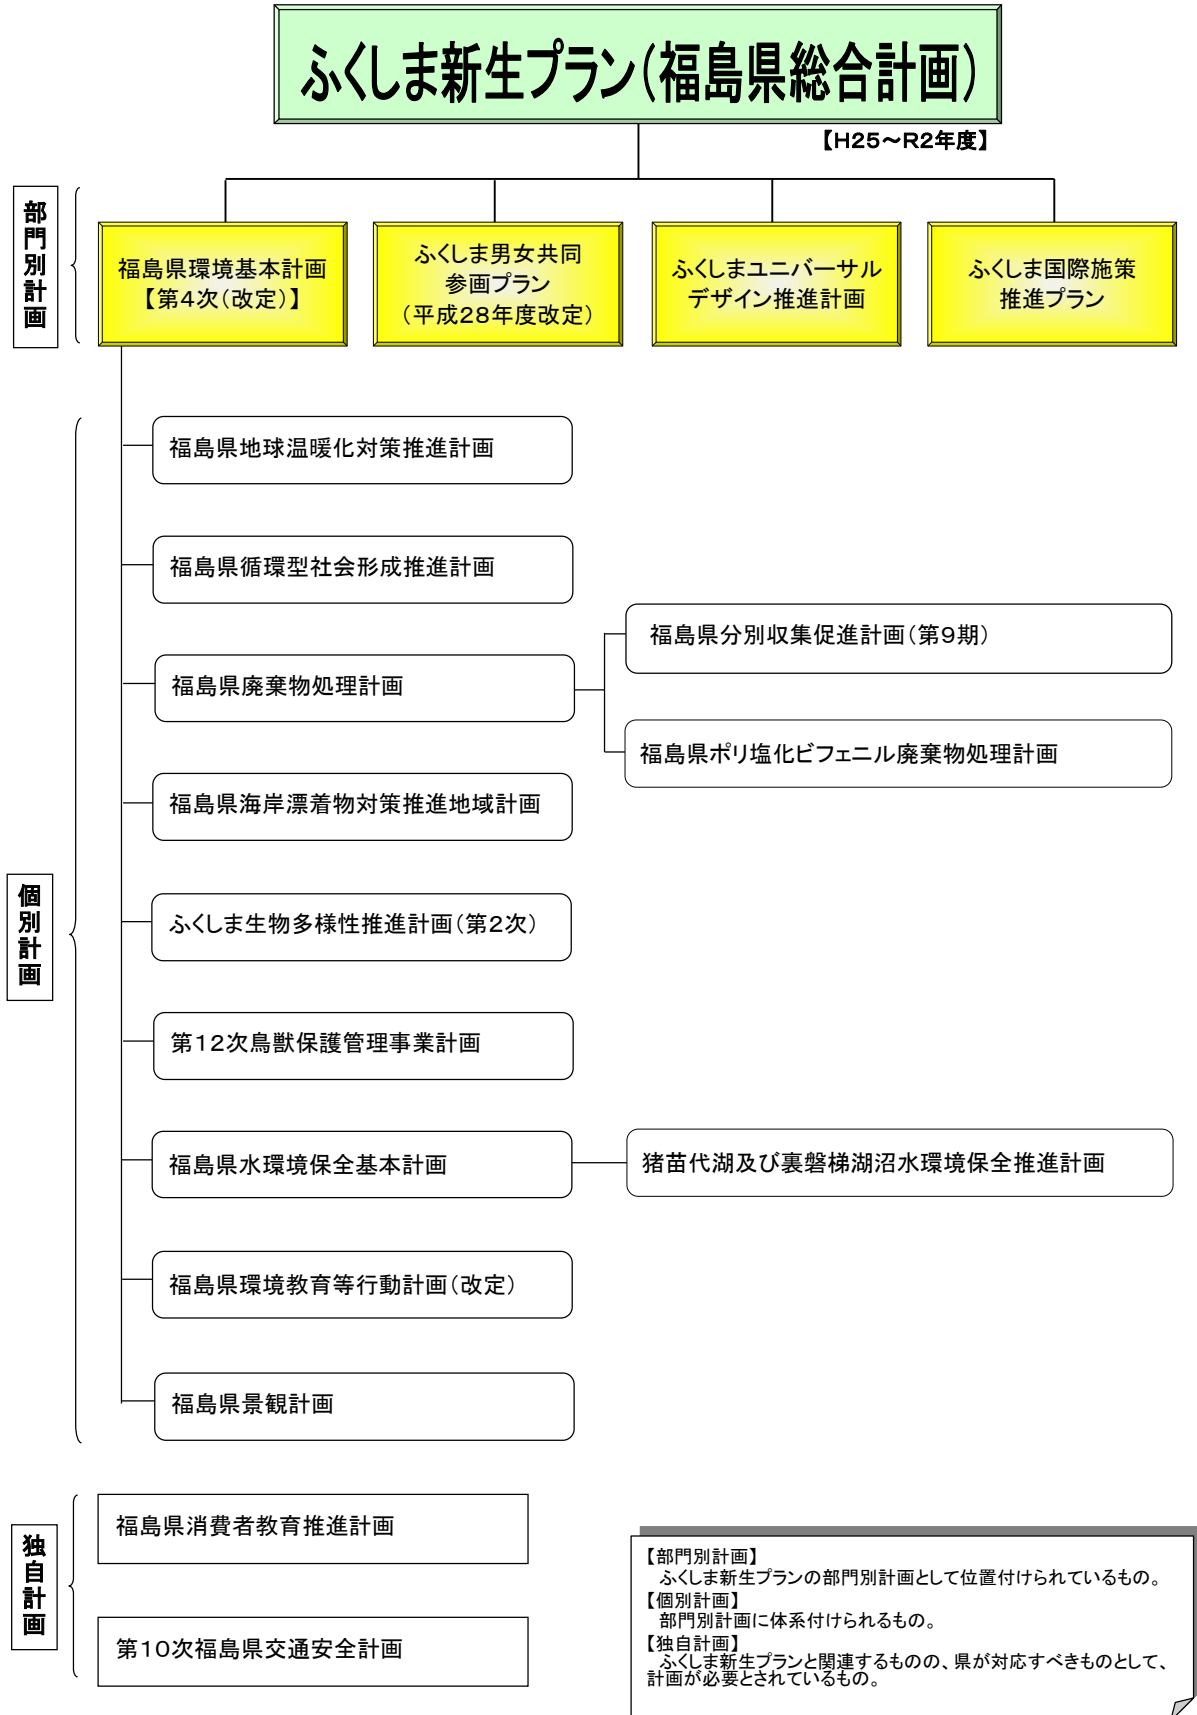 ふくしま新生プラン（福島県総合計画）
【H25～R2年度】
部門別計画
福島県環境基本計画
【第４次（改定）】
ふくしま男女共同
参画プラン
（平成２８年度改定）
ふくしまユニバーサル
デザイン推進計画
ふくしま国際施策
推進プラン
個別計画
福島県地球温暖化対策推進計画
福島県循環型社会形成推進計画
福島県廃棄物処理計画
福島県分別収集促進計画（第９期）
福島県ポリ塩化ビフェニル廃棄物処理計画
福島県海岸漂着物対策推進地域計画
ふくしま生物多様性推進計画（第２次）
第１２次鳥獣保護管理事業計画
福島県水環境保全基本計画
猪苗代湖及び裏磐梯湖沼水環境保全推進計画
福島県環境教育等行動計画（改定）
福島県景観計画
独自計画
福島県消費者教育推進計画
第１０次福島県交通安全計画
【部門別計画】
ふくしま新生プランの部門別計画として位置付けられているもの。
【個別計画】
部門別計画に体系付けられるもの。
【独自計画】
ふくしま新生プランと関連するものの、県が対応すべきものとして、
計画が必要とされているもの。